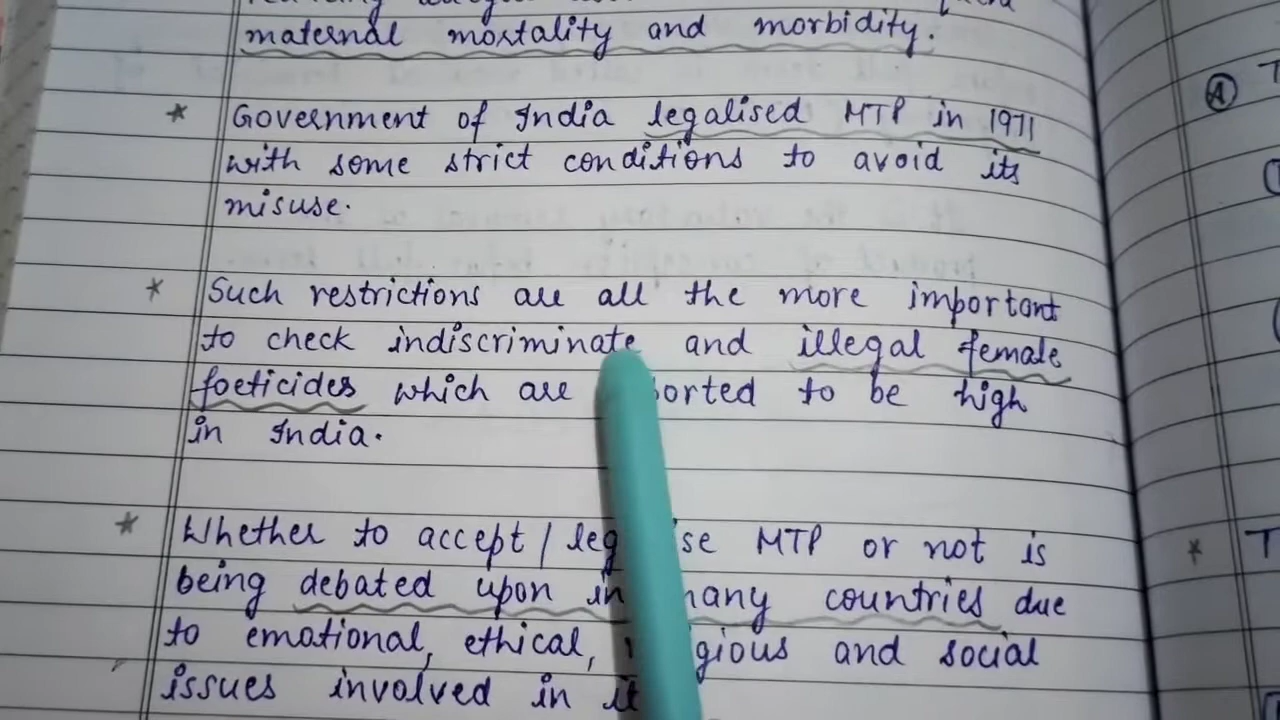 maternal mortality and morbidity.
* Government of India legalised MTP in 1971
with some strict conditions to avoid its
misuse.
* Such restrictions are all the more important
to check indiscriminate and illegal female
foeticides which are orted to be high
in India.
* Whether to accept / leg se MTP or not is
being debated upon in many countries due
to emotional, ethical, gious and social
issues involved in it
A T
* T